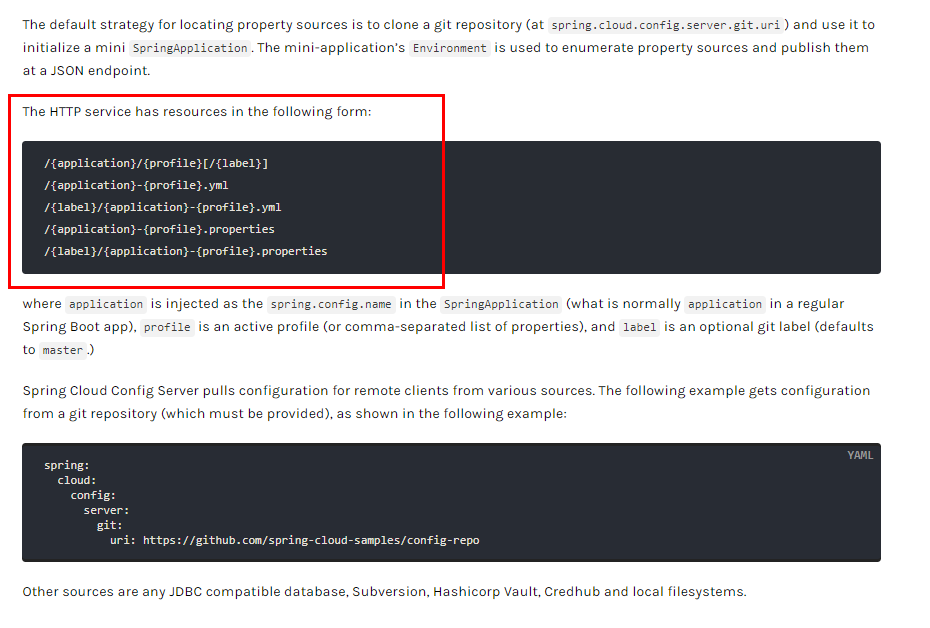 The default strategy for locating property sources is to clone a git repository (at spring.cloud.config.server.git.uri ) and use it to
initialize a mini SpringApplication . The mini-application's Environment is used to enumerate property sources and publish them
at a JSON endpoint.
The HTTP service has resources in the following form:
/{application}/{profile}[/{label}]
/{application}-{profile}.yml
/{label}/{application}-{profile}.yml
/{application}-{profile}.properties
/{label}/{application}-{profile}.properties
where application is injected as the spring.config.name in the SpringApplication (what is normally application in a regular
Spring Boot app), profile is an active profile (or comma-separated list of properties), and label is an optional git label (defaults
to master .)
Spring Cloud Config Server pulls configuration for remote clients from various sources. The following example gets configuration
from a git repository (which must be provided), as shown in the following example:
YAML
spring:
  cloud:
    config:
      server:
        git:
          uri: https://github.com/spring-cloud-samples/config-repo
Other sources are any JDBC compatible database, Subversion, Hashicorp Vault, Credhub and local filesystems.